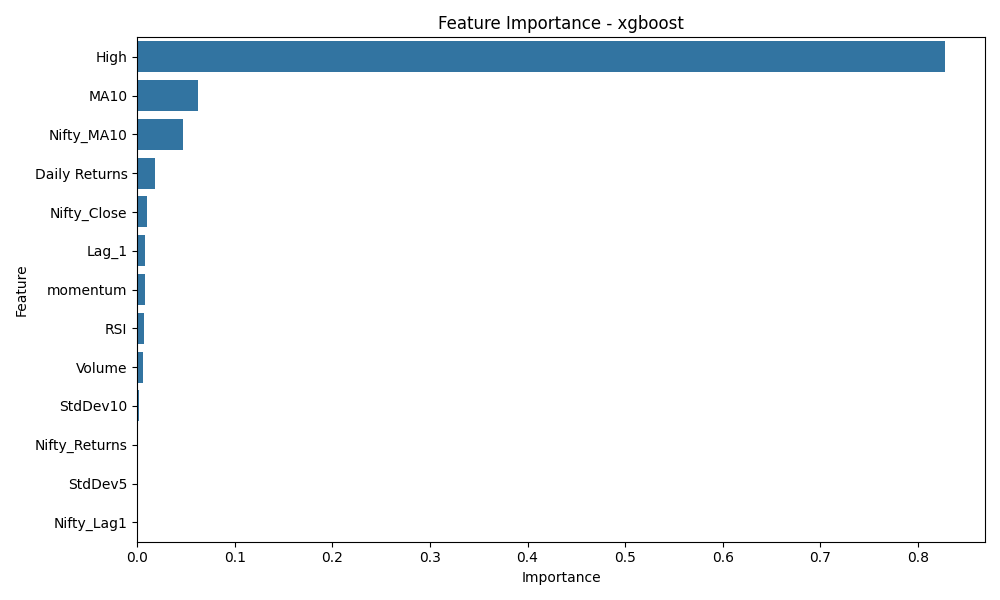 Feature Importance - xgboost
High
MA10
Nifty_MA10
Daily Returns
Nifty_Close
Lag_1
momentum
RSI
Volume
StdDev10
Nifty_Returns
StdDev5
Nifty_Lag1
Feature
0.0 0.1 0.2 0.3 0.4 0.5 0.6 0.7 0.8
Importance